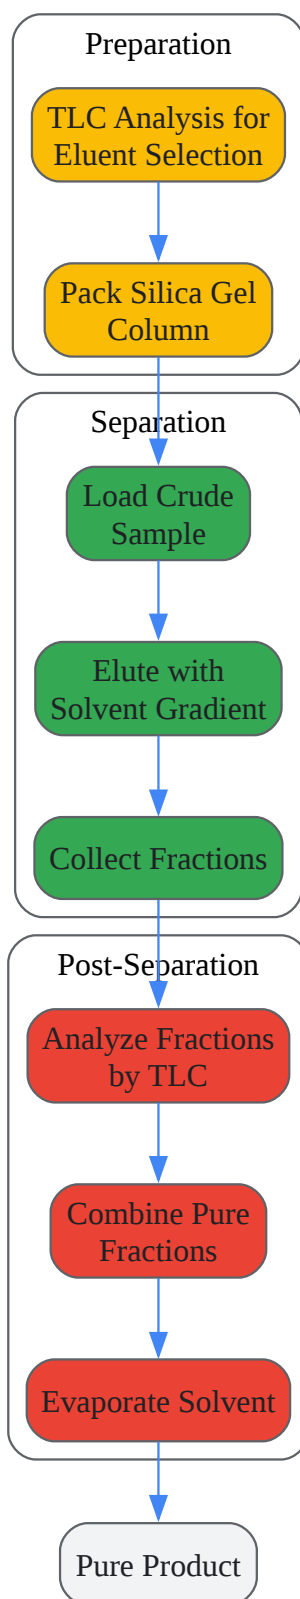 Preparation
TLC Analysis for
Eluent Selection
Pack Silica Gel
Column
Separation
Load Crude
Sample
Elute with
Solvent Gradient
Collect Fractions
Post-Separation
Analyze Fractions
by TLC
Combine Pure
Fractions
Evaporate Solvent
Pure Product